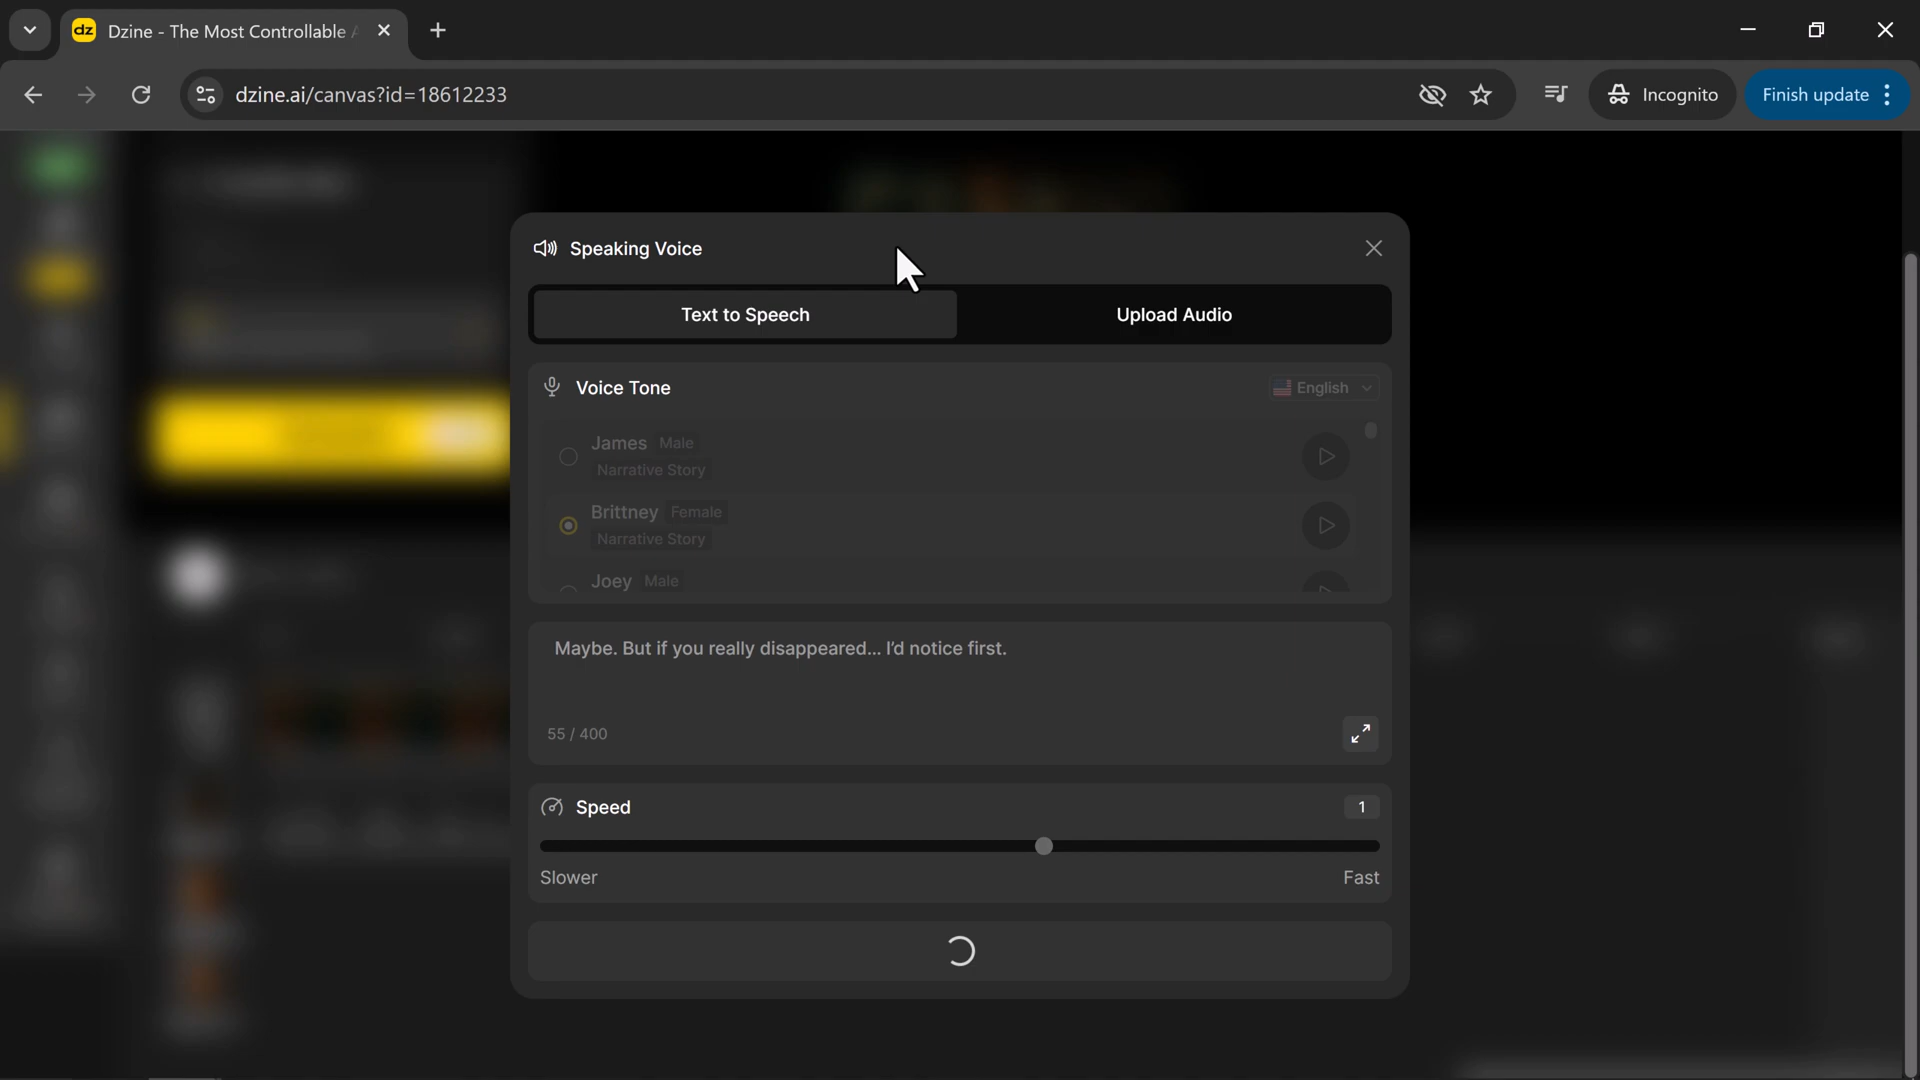 dz Dzine - The Most Controllable A
dzine.ai/canvas?id=18612233
Incognito
Finish update
Speaking Voice
Text to Speech
Upload Audio
Voice Tone
English
James Male
Narrative Story
Brittney Female
Narrative Story
Joey Male
Maybe. But if you really disappeared... I'd notice first.
55 / 400
Speed
1
Slower
Fast